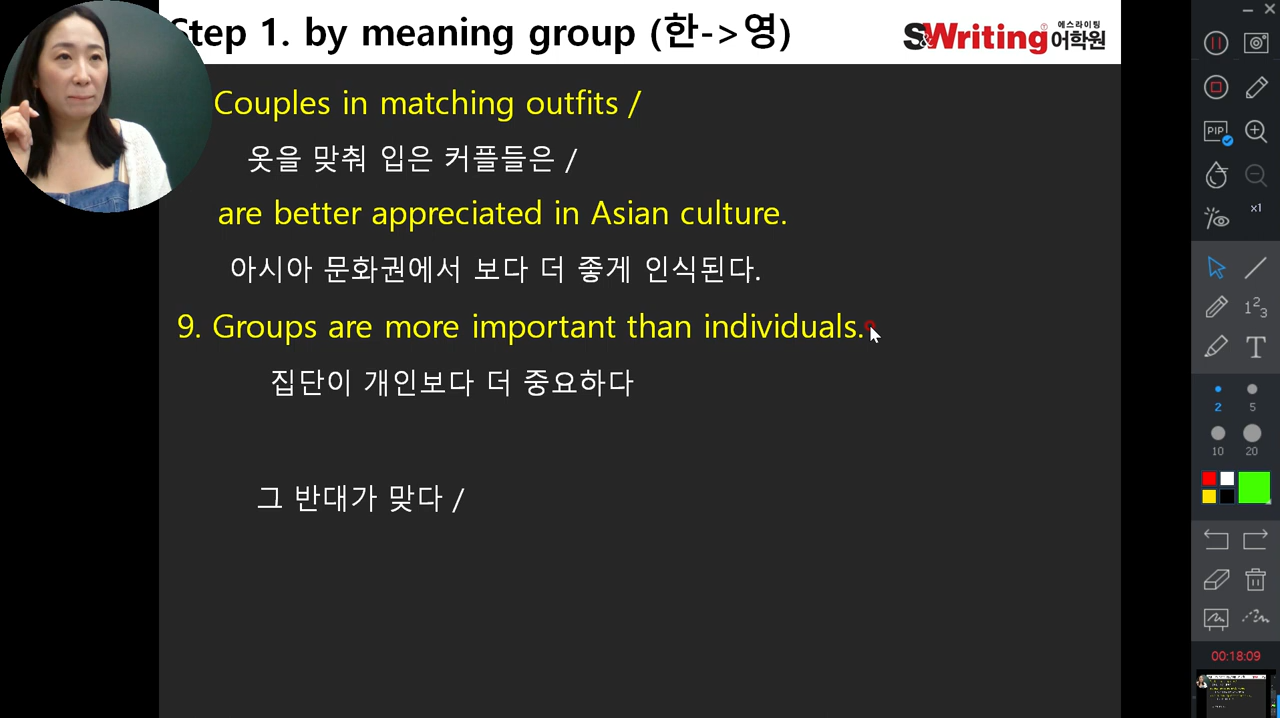 Step 1. by meaning group (한->영)
S&Writing 에스라이팅 어학원
Couples in matching outfits /
옷을 맞춰 입은 커플들은 /
are better appreciated in Asian culture.
아시아 문화권에서 보다 더 좋게 인식된다.
9. Groups are more important than individuals.
집단이 개인보다 더 중요하다
그 반대가 맞다 /
PIP
x1
1 2 3
T
2 5
10 20
00:18:09